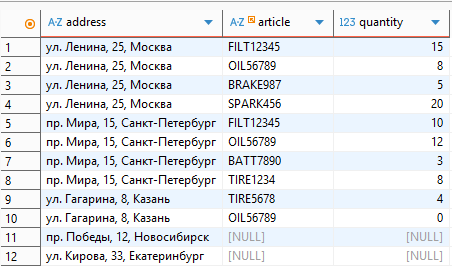 A-Z address A-Z article 123 quantity
1 ул. Ленина, 25, Москва FILT12345 15
2 ул. Ленина, 25, Москва OIL56789 8
3 ул. Ленина, 25, Москва BRAKE987 5
4 ул. Ленина, 25, Москва SPARK456 20
5 пр. Мира, 15, Санкт-Петербург FILT12345 10
6 пр. Мира, 15, Санкт-Петербург OIL56789 12
7 пр. Мира, 15, Санкт-Петербург BATT7890 3
8 пр. Мира, 15, Санкт-Петербург TIRE1234 8
9 ул. Гагарина, 8, Казань TIRE5678 4
10 ул. Гагарина, 8, Казань OIL56789 0
11 пр. Победы, 12, Новосибирск [NULL] [NULL]
12 ул. Кирова, 33, Екатеринбург [NULL] [NULL]